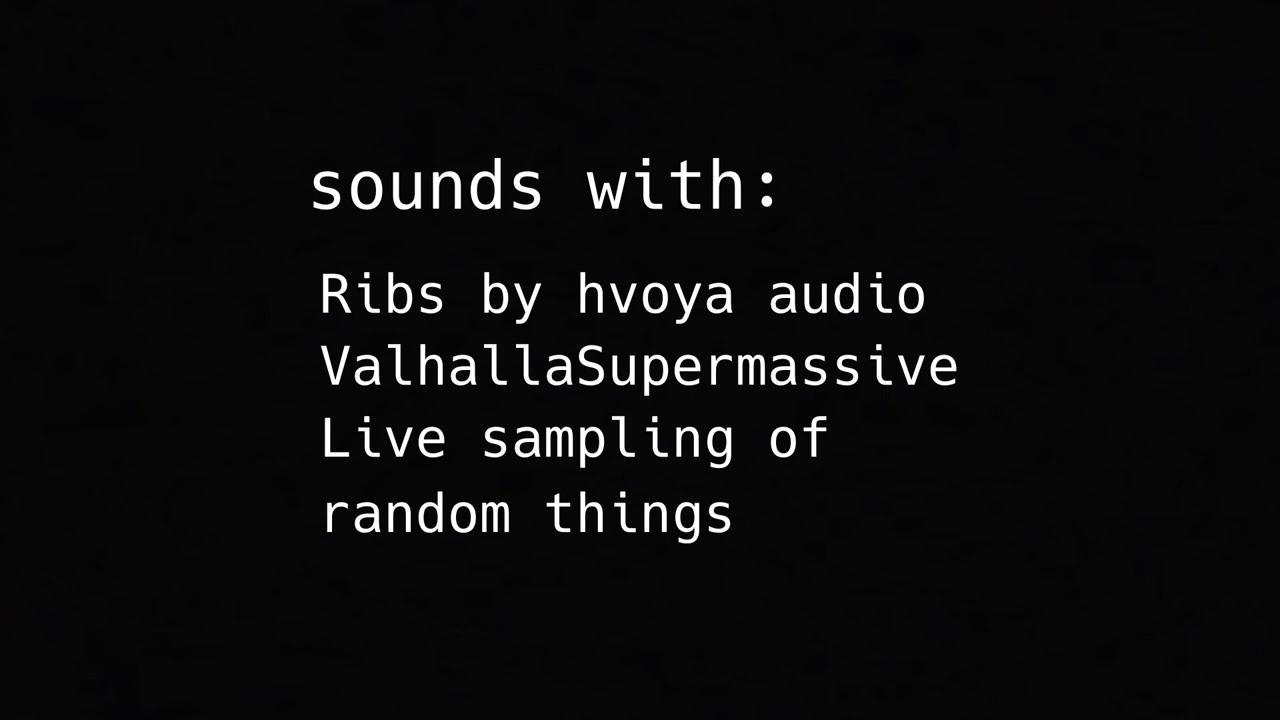 sounds with:
Ribs by hvoya audio
ValhallaSupermassive
Live sampling of
random things